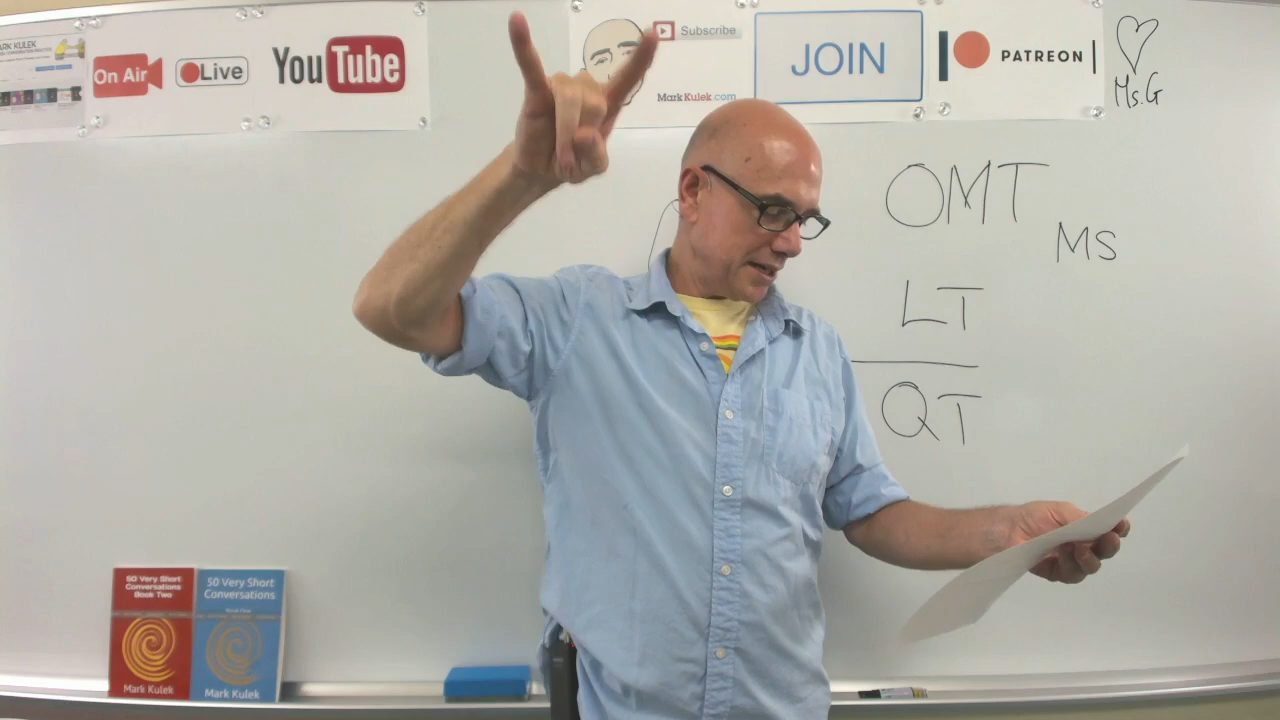 MARK KULEK
On Air
Live
YouTube
Subscribe
MarkKulek.com
JOIN
PATREON
Ms.G
OMT
MS
LT
QT
50 Very Short
Conversations
Book Two
Mark Kulek
50 Very Short
Conversations
Mark Kulek